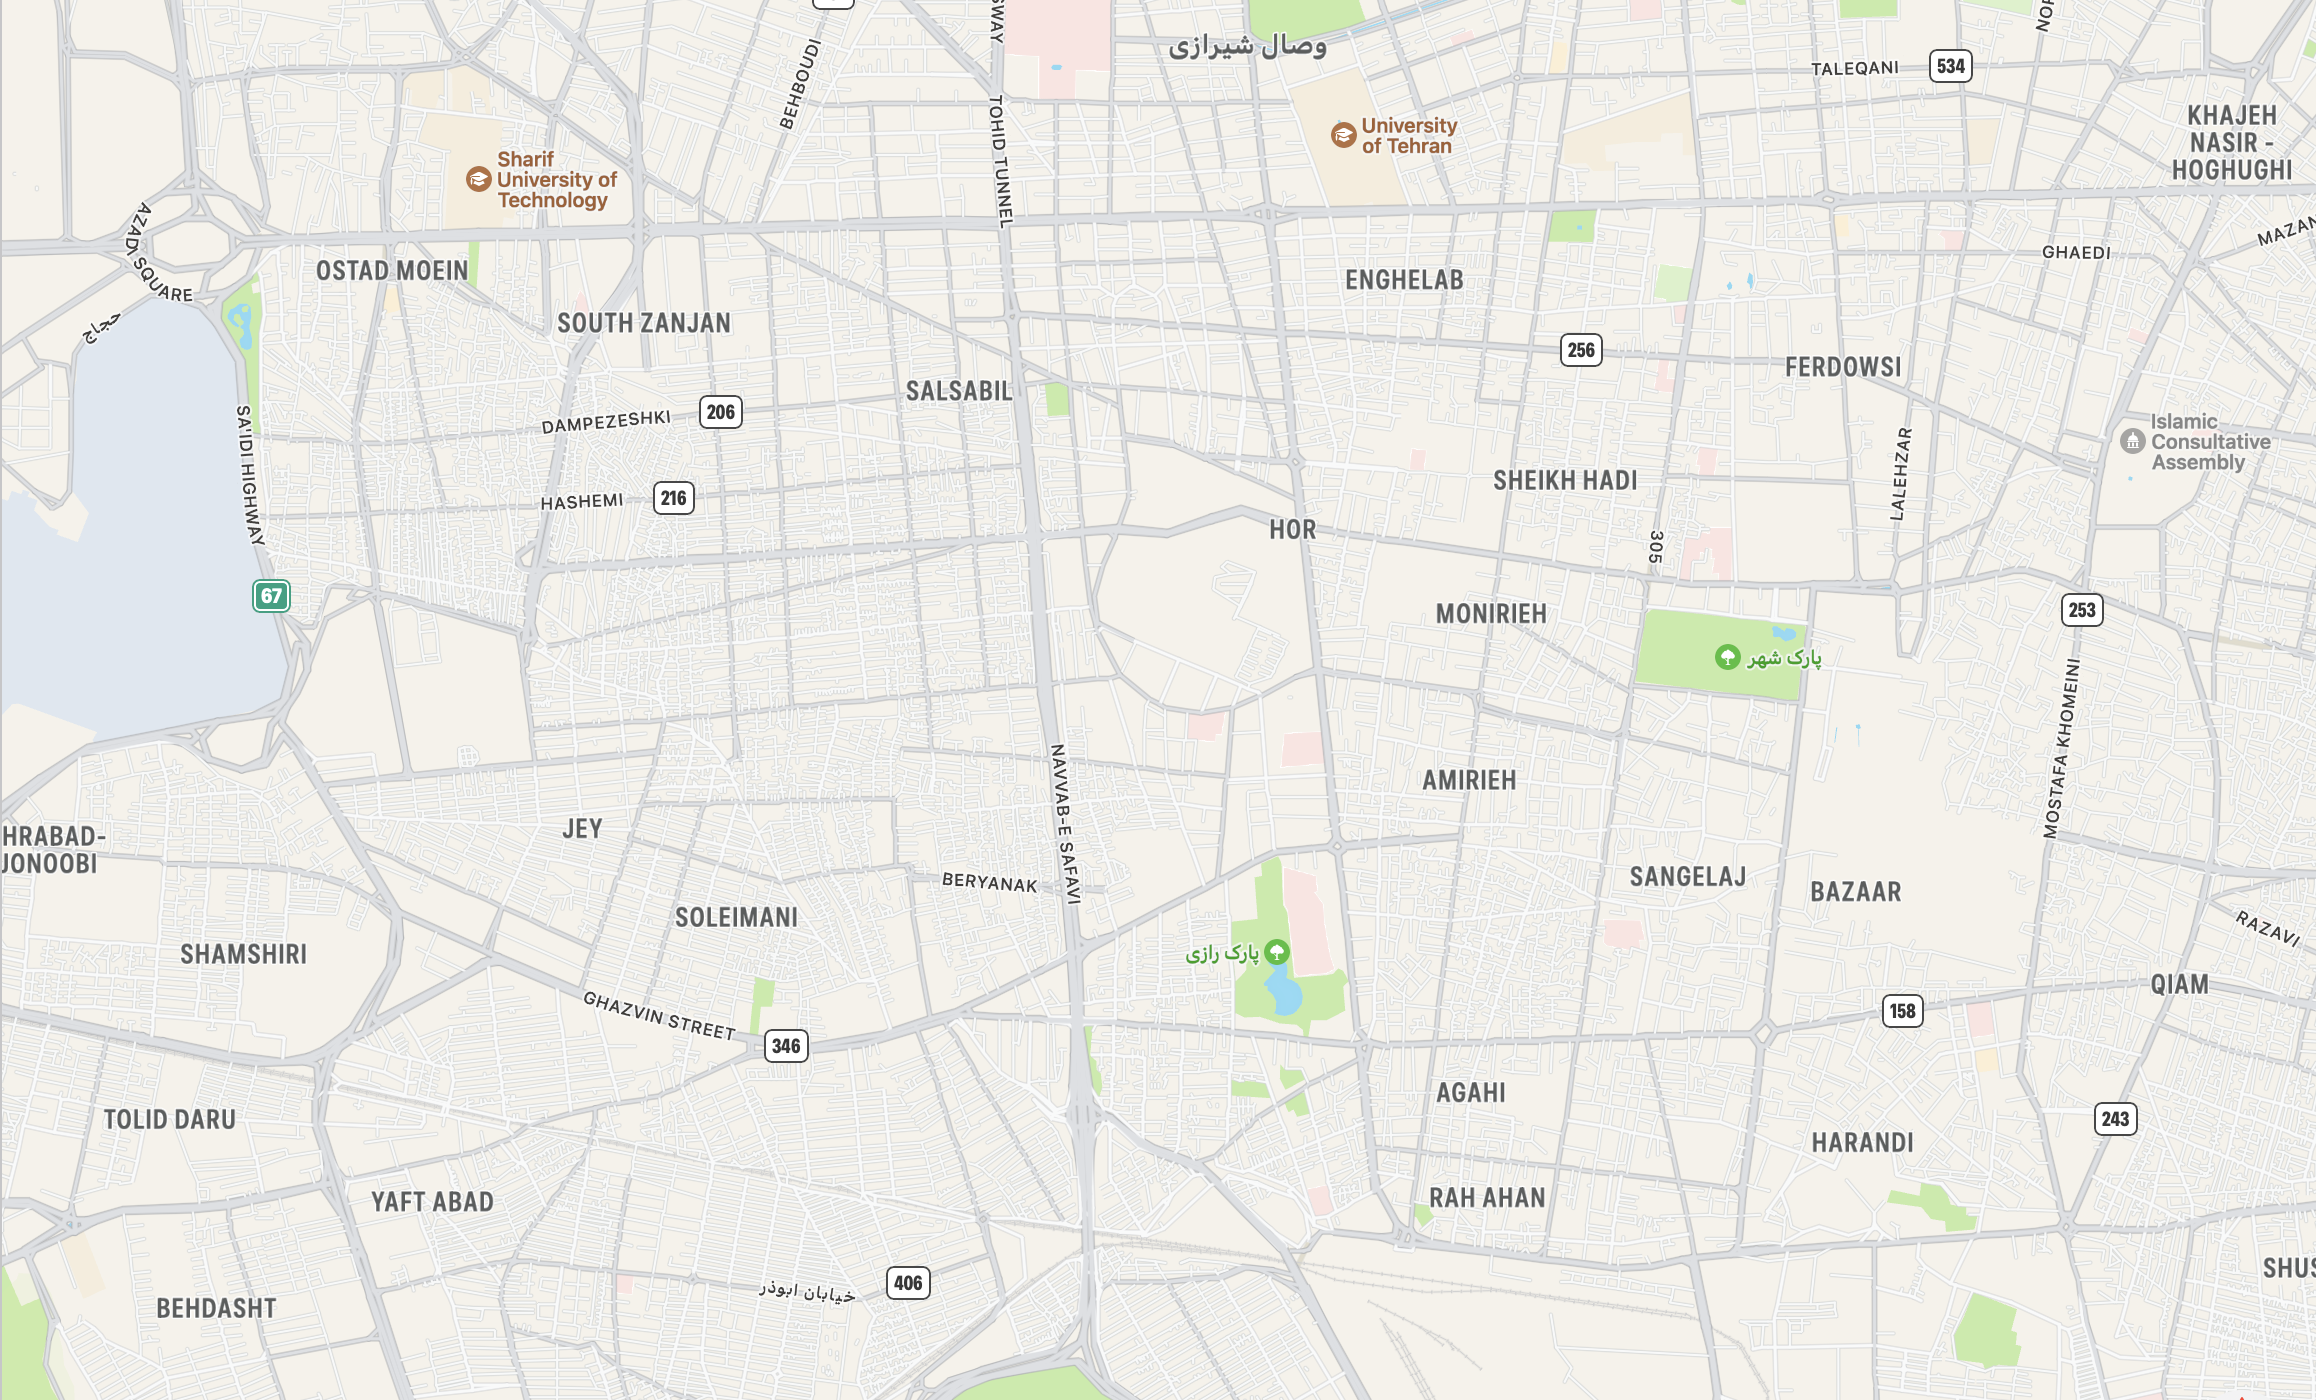 وصال شیرازی
TALEQANI
534
BEHBOUDI
TOHID TUNNEL
KHAJEH
NASIR -
HOGHUGHI
University
of Tehran
Sharif
University of
Technology
AZADI SQUARE
OSTAD MOEIN
ENGHELAB
GHAEDI
SOUTH ZANJAN
256
FERDOWSI
SALSABIL
206
DAMPEZESHKI
SA'IDI HIGHWAY
HASHEMI
216
Islamic
Consultative
Assembly
LALEHZAR
SHEIKH HADI
HOR
305
67
MONIRIEH
253
پارک شهر
MOSTAFA KHOMEINI
NAVVAB-E SAFAVI
AMIRIEH
JEY
HRABAD-
JONOOBI
SANGELAJ
BAZAAR
BERYANAK
SOLEIMANI
RAZAVI
SHAMSHIRI
پارک رازی
QIAM
GHAZVIN STREET
158
346
AGAHI
TOLID DARU
243
HARANDI
YAFT ABAD
RAH AHAN
SHUS
406
خیابان ابوذر
BEHDASHT